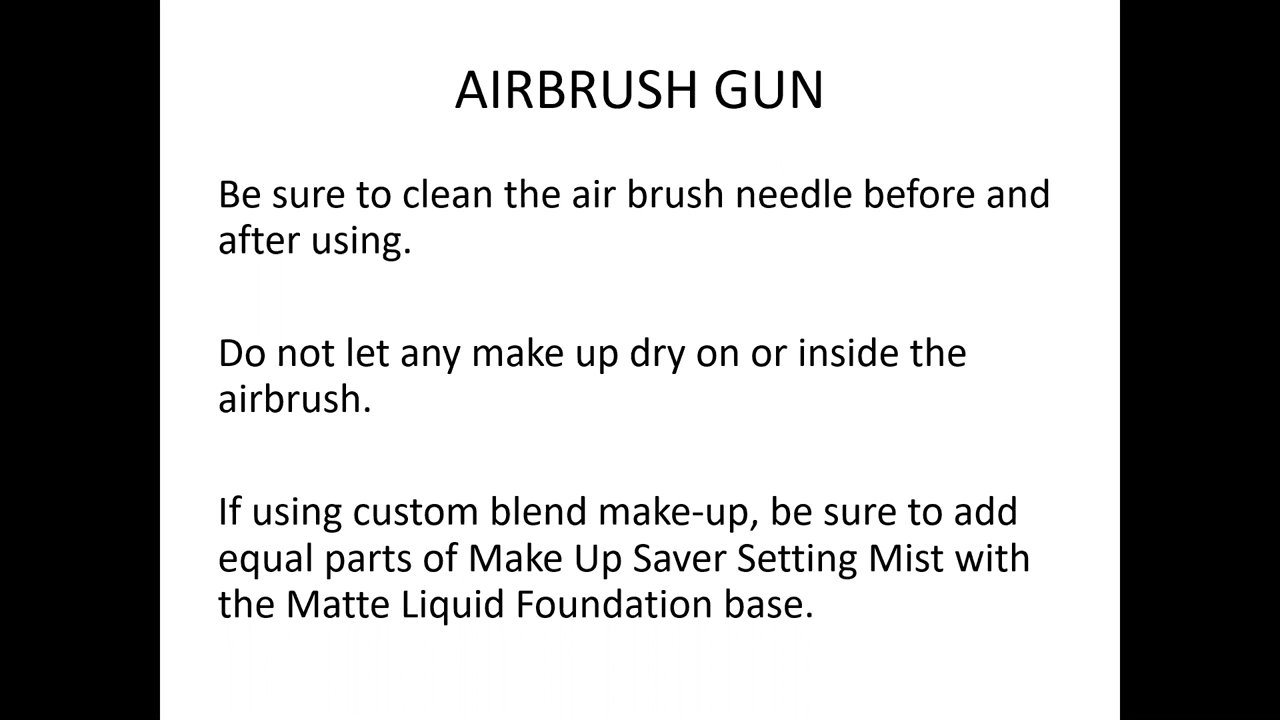 AIRBRUSH GUN
Be sure to clean the air brush needle before and
after using.
Do not let any make up dry on or inside the
airbrush.
If using custom blend make-up, be sure to add
equal parts of Make Up Saver Setting Mist with
the Matte Liquid Foundation base.